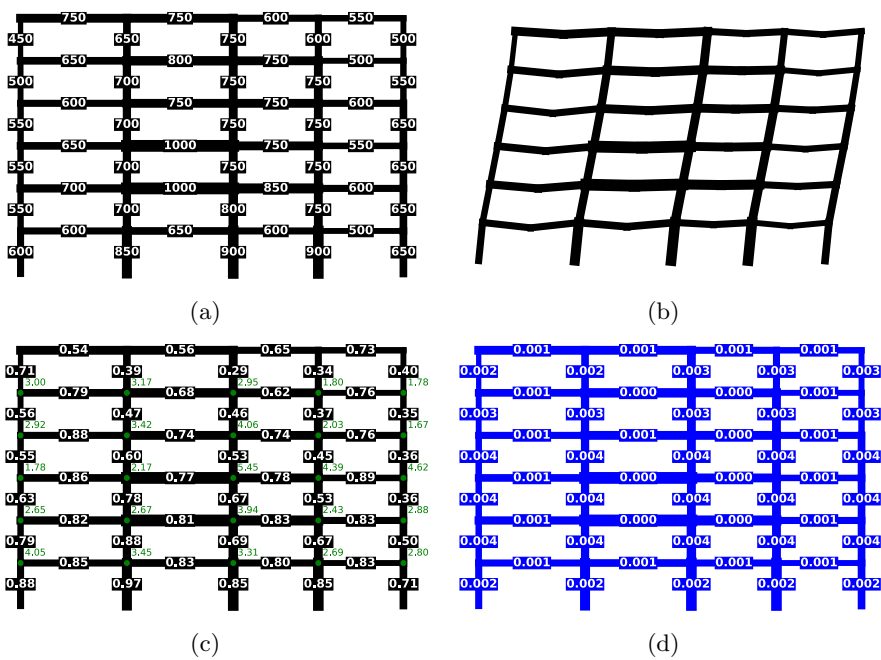 750 750 600 550
450 650 750 600 500
650 800 750 500
500 700 750 750 500
600 750 750 600
550 700 750 750 650
650 1000 750 500
550 700 750 750 650
700 1000 850 600
550 700 800 750 650
600 650 600 500
600 850 900 900 650
(a)
(b)
0.54 0.56 0.65 0.73
0.71 0.39 0.29 0.34 0.40
3.00 3.17 2.95 1.80 1.78
0.79 0.68 0.62 0.76
0.56 0.47 0.46 0.37 0.35
2.92 3.42 4.06 2.03 1.67
0.88 0.74 0.74 0.76
0.55 0.60 0.53 0.45 0.36
1.78 2.17 5.45 4.39 4.62
0.86 0.77 0.78 0.89
0.63 0.78 0.67 0.53 0.36
2.65 2.67 3.94 2.43 2.88
0.82 0.81 0.83 0.83
0.79 0.88 0.69 0.67 0.50
4.05 3.45 3.31 2.69 2.80
0.85 0.83 0.80 0.83
0.88 0.97 0.85 0.85 0.71
(c)
0.001 0.001 0.001 0.001
0.002 0.002 0.003 0.003 0.003
0.001 0.000 0.000 0.001
0.003 0.003 0.003 0.003 0.003
0.001 0.001 0.000 0.001
0.004 0.004 0.004 0.004 0.004
0.001 0.000 0.000 0.001
0.004 0.004 0.004 0.004 0.004
0.001 0.000 0.000 0.001
0.004 0.004 0.004 0.004 0.004
0.001 0.001 0.001 0.001
0.002 0.002 0.002 0.002 0.002
(d)